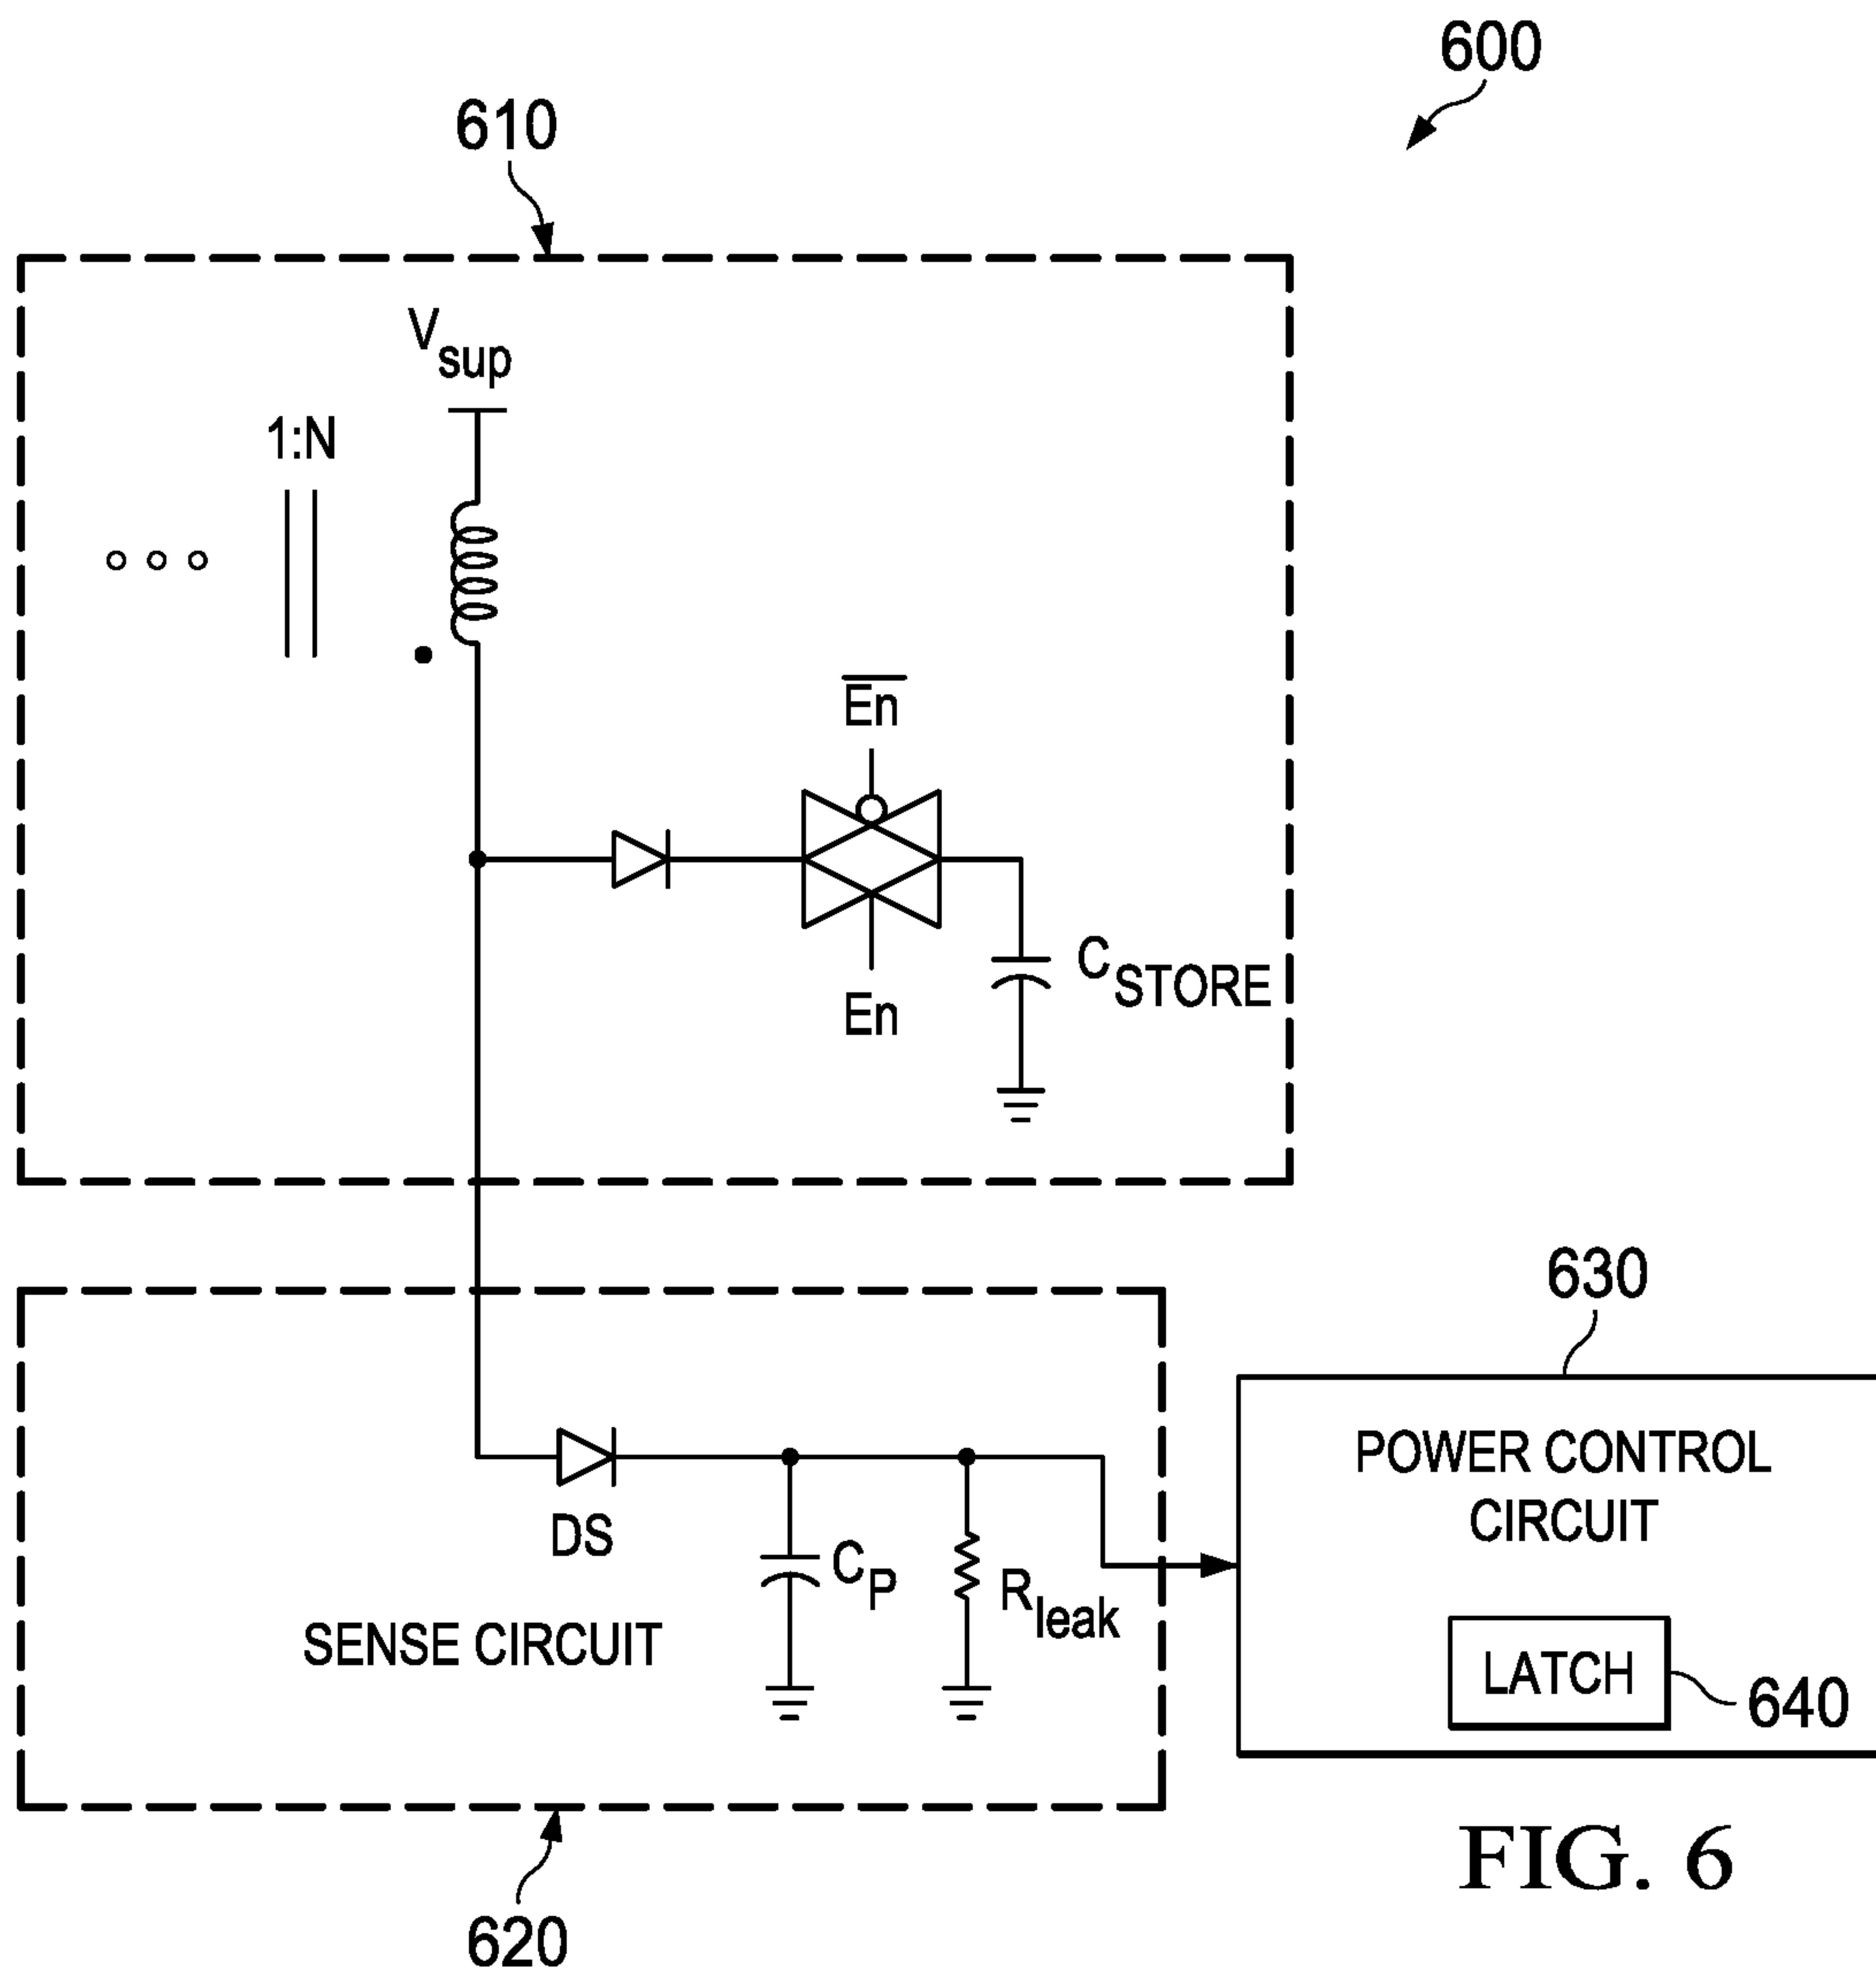 600
610
V sup
1:N
E̅n̅
En
C STORE
630
POWER CONTROL
CIRCUIT
DS
C P
R leak
SENSE CIRCUIT
LATCH
640
620
FIG. 6